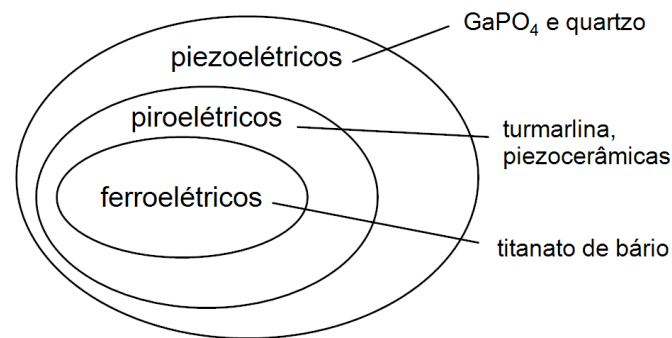 GaPO₄ e quartzo
piezoelétricos
piroelétricos
turmarlina,
piezocerâmicas
ferroelétricos
titanato de bário